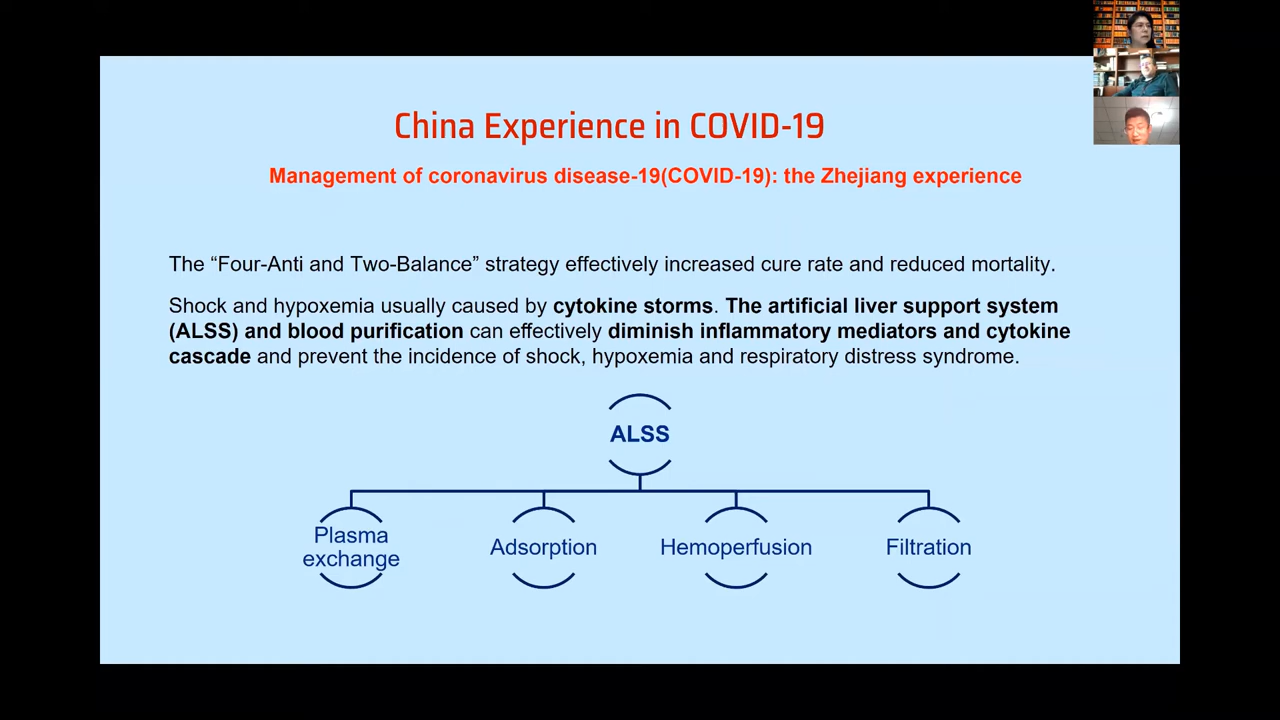 China Experience in COVID-19
Management of coronavirus disease-19(COVID-19): the Zhejiang experience
The “Four-Anti and Two-Balance” strategy effectively increased cure rate and reduced mortality.
Shock and hypoxemia usually caused by cytokine storms. The artificial liver support system
(ALSS) and blood purification can effectively diminish inflammatory mediators and cytokine
cascade and prevent the incidence of shock, hypoxemia and respiratory distress syndrome.
ALSS
Plasma
exchange
Adsorption
Hemoperfusion
Filtration